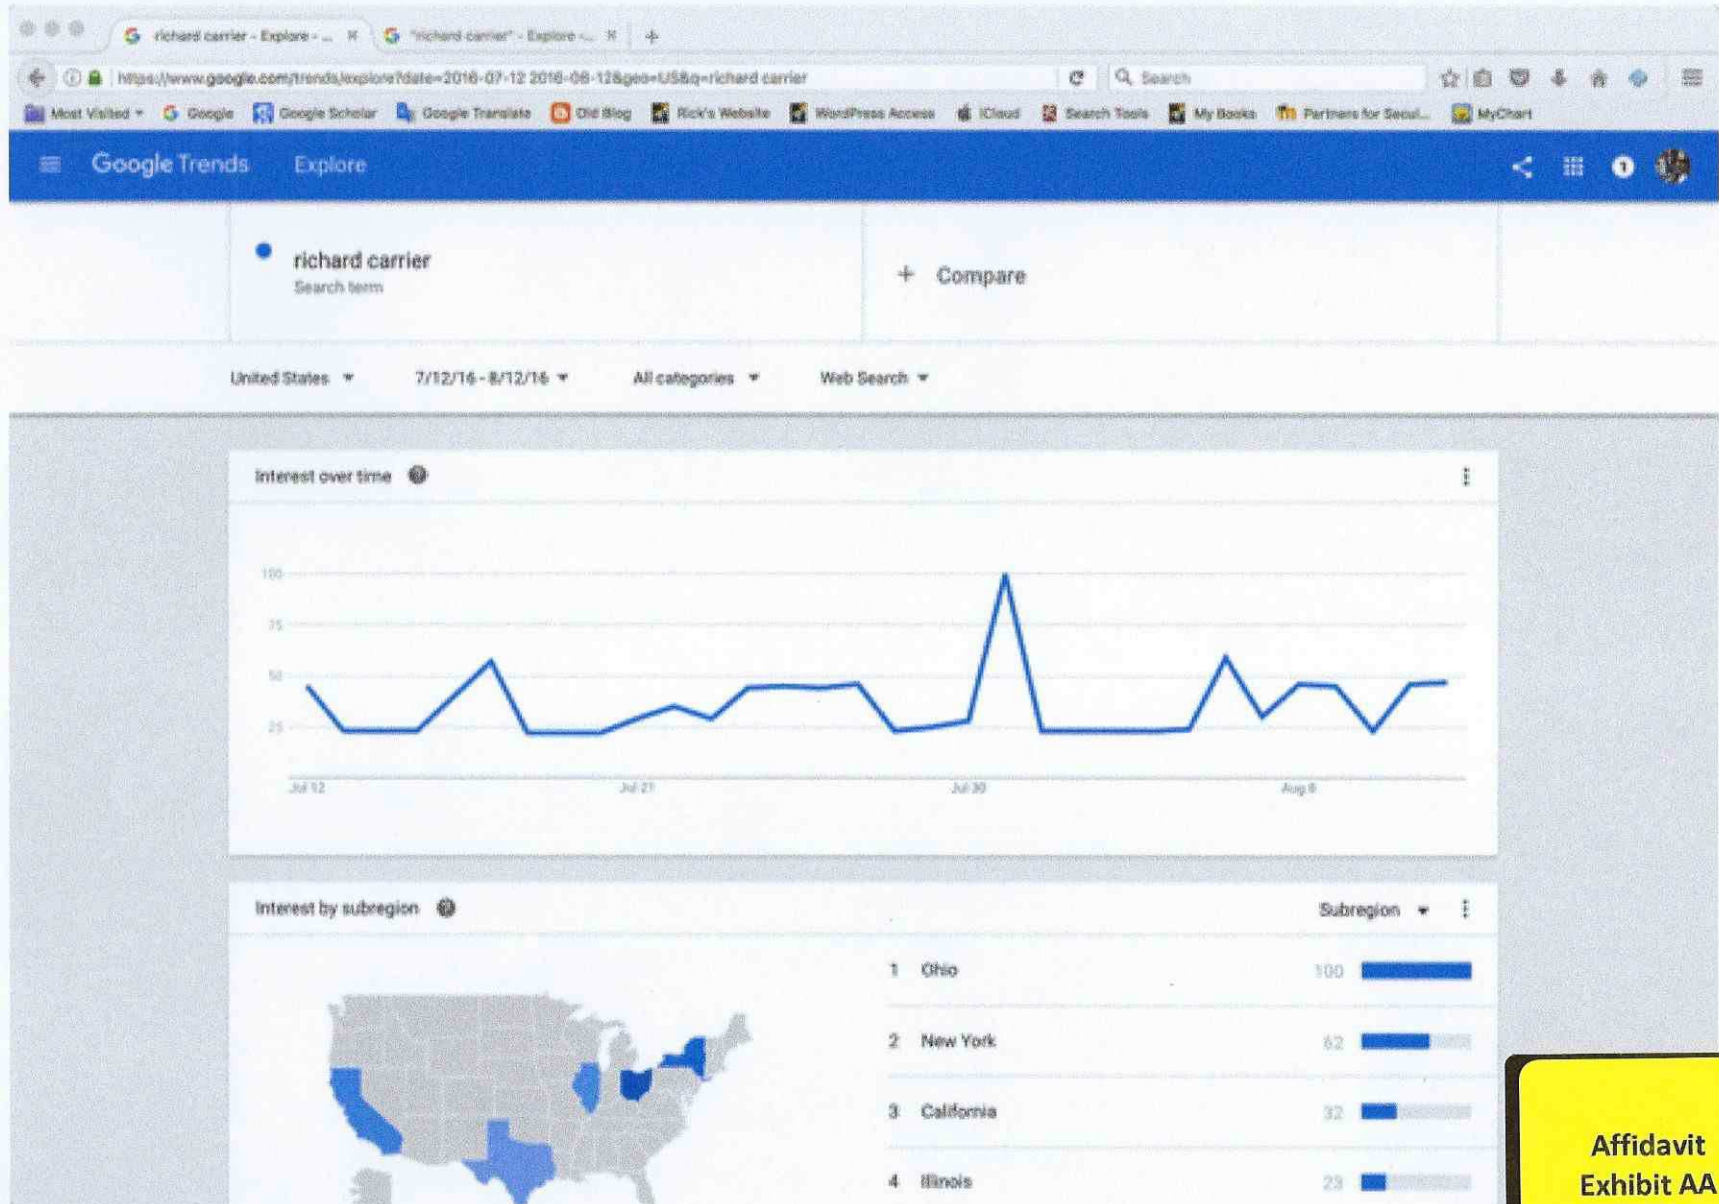 richard carrier - Explore - ...
"richard carrier" - Explore -...
https://www.google.com/trends/explore?date=2016-07-12 2016-08-12&geo=US&q=richard carrier
Search
Most Visited
Google
Google Scholar
Google Translate
Old Blog
Rick's Website
WordPress Access
iCloud
Search Tools
My Books
Partners for Secul...
MyChart
Google Trends
Explore
1
richard carrier
Search term
+ Compare
United States
7/12/16 - 8/12/16
All categories
Web Search
Interest over time
100
75
50
25
Jul 12
Jul 21
Jul 30
Aug 8
Interest by subregion
Subregion
1 Ohio 100
2 New York 62
3 California 32
4 Illinois 23
Affidavit
Exhibit AA